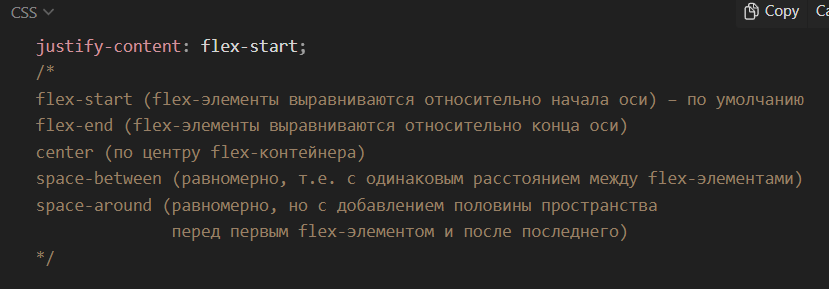 CSS
Copy
Ca
justify-content: flex-start;
/*
flex-start (flex-элементы выравниваются относительно начала оси) – по умолчанию
flex-end (flex-элементы выравниваются относительно конца оси)
center (по центру flex-контейнера)
space-between (равномерно, т.е. с одинаковым расстоянием между flex-элементами)
space-around (равномерно, но с добавлением половины пространства
перед первым flex-элементом и после последнего)
*/